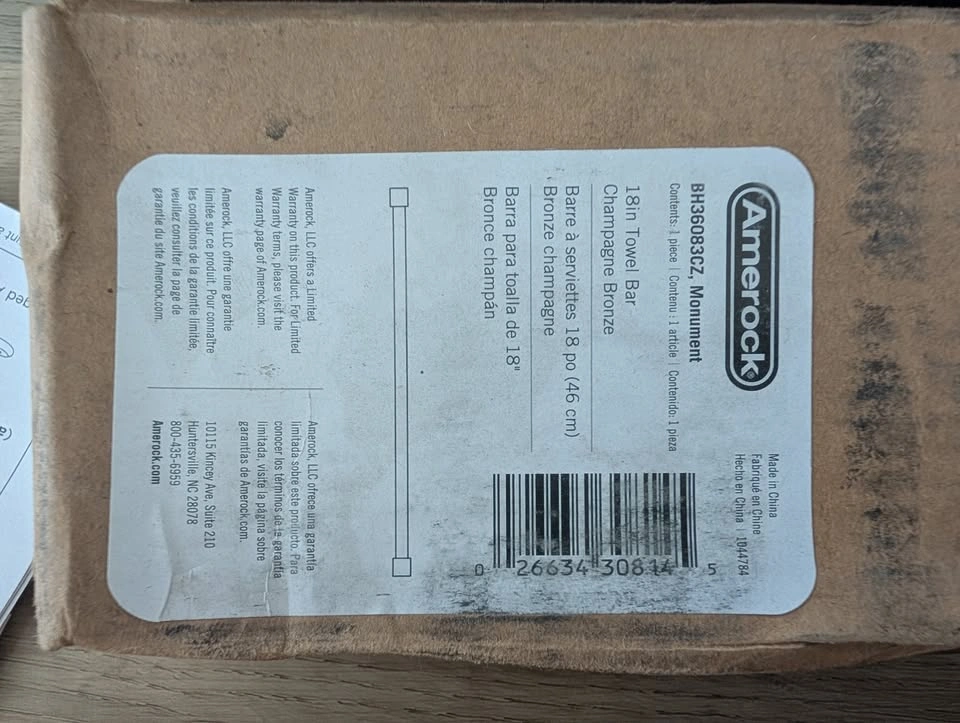 Amerock®
BH36083CZ, Monument
Contents: 1 piece | Contenu : 1 article | Contenido: 1 pieza
Made in China
Fabriqué en Chine
Hecho en China | 1044784
18in Towel Bar
Champagne Bronze
Barre à serviettes 18 po (46 cm)
Bronze champagne
Barra para toalla de 18"
Bronce champán
0 26634 30814 5
Amerock, LLC offers a Limited
Warranty on this product. For Limited
Warranty terms, please visit the
warranty page of Amerock.com.
Amerock, LLC offre une garantie
limitée sur ce produit. Pour connaître
les conditions de la garantie limitée,
veuillez consulter la page de
garantie du site Amerock.com.
Amerock, LLC ofrece una garantía
limitada sobre este producto. Para
conocer los términos de la garantía
limitada, visite la página sobre
garantías de Amerock.com.
10115 Kincey Ave, Suite 210
Huntersville, NC 28078
800-435-6959
Amerock.com